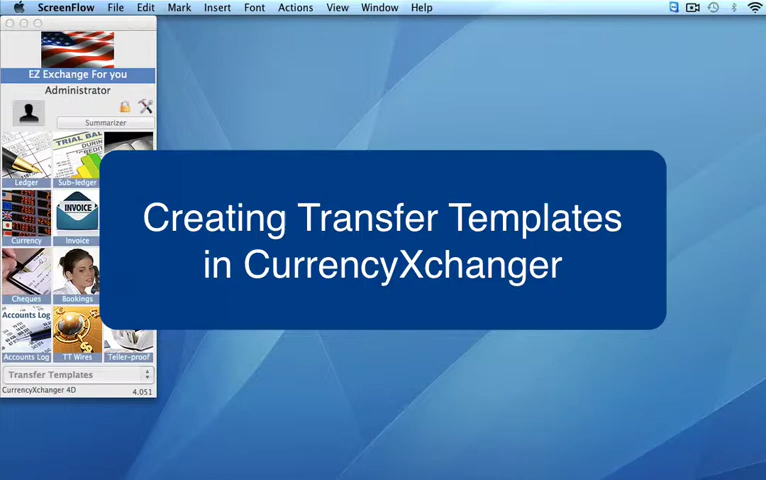 ScreenFlow File Edit Mark Insert Font Actions View Window Help
EZ Exchange For you
Administrator
Summarizer
TRIAL BAL
Ledger Sub-ledger
Creating Transfer Templates
in CurrencyXchanger
INVOICE
Currency Invoice
Cheques Bookings
Accounts Log
Accounts Log TT Wires Teller-proof
Transfer Templates
CurrencyXchanger 4D 4.051